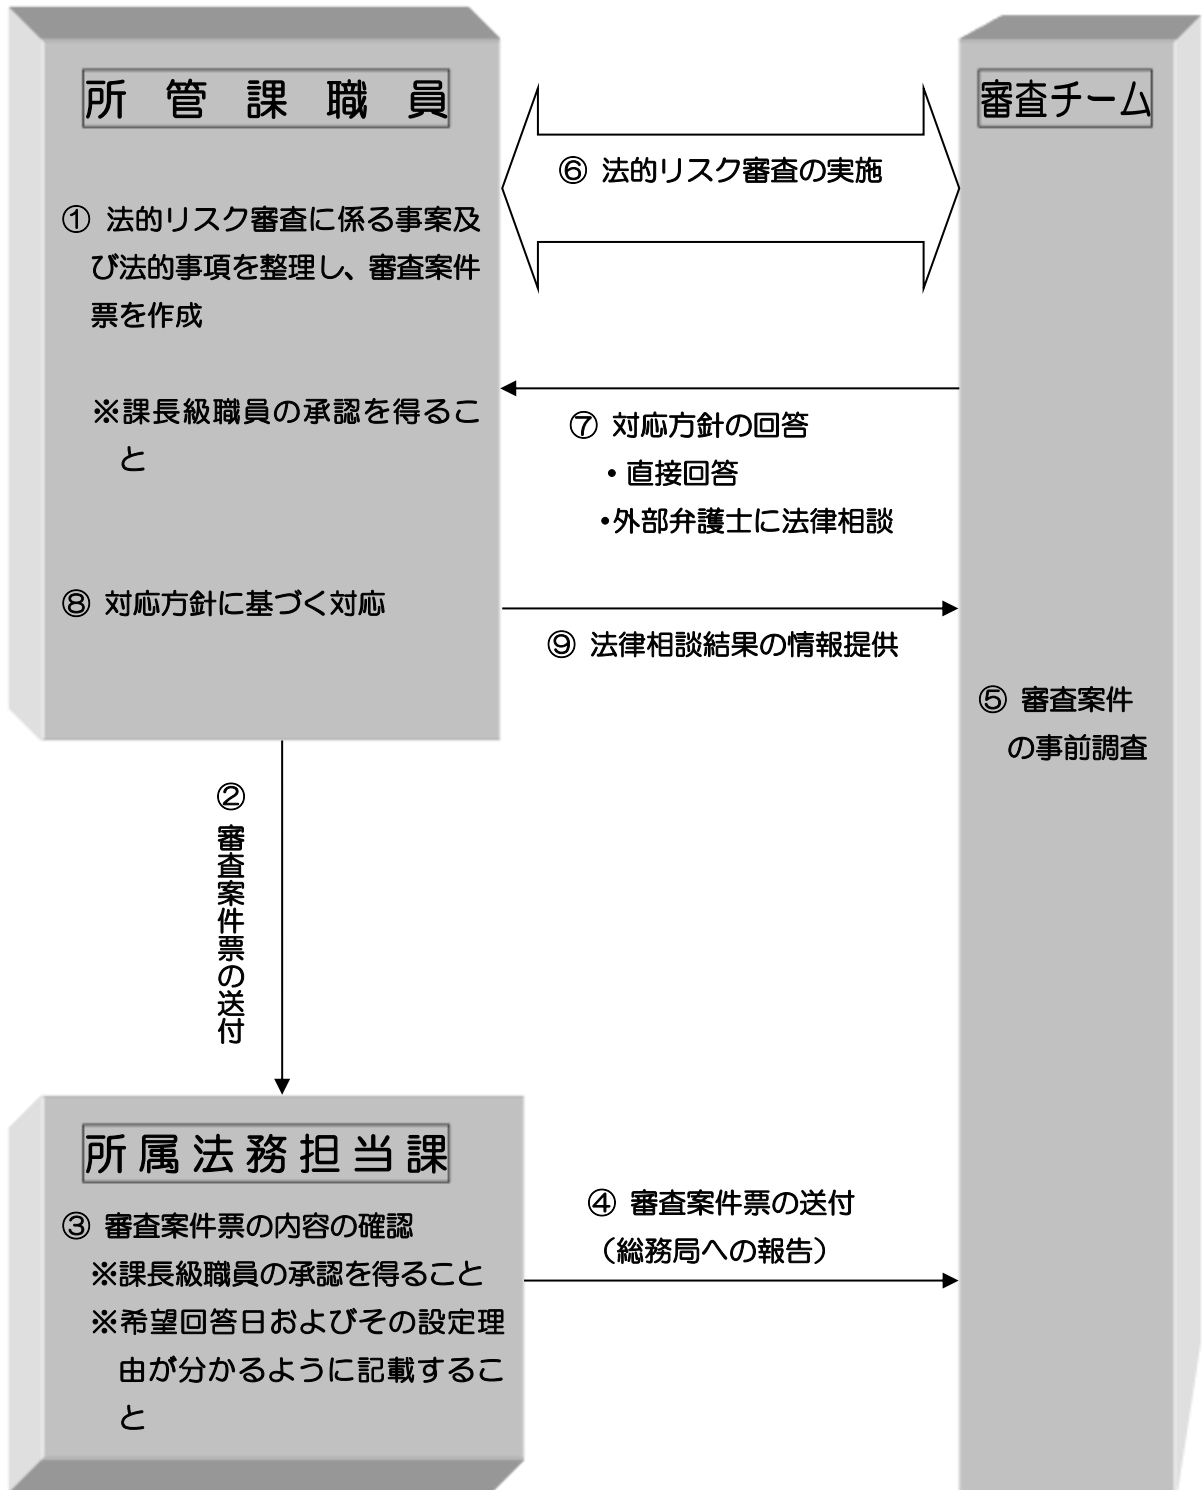 所管課職員
① 法的リスク審査に係る事案及
び法的事項を整理し、審査案件
票を作成
※課長級職員の承認を得るこ
と
⑧ 対応方針に基づく対応
⑥ 法的リスク審査の実施
⑦ 対応方針の回答
・直接回答
・外部弁護士に法律相談
⑨ 法律相談結果の情報提供
審査チーム
⑤ 審査案件
の事前調査
② 審査案件票の送付
所属法務担当課
③ 審査案件票の内容の確認
※課長級職員の承認を得ること
※希望回答日およびその設定理
由が分かるように記載するこ
と
④ 審査案件票の送付
（総務局への報告）